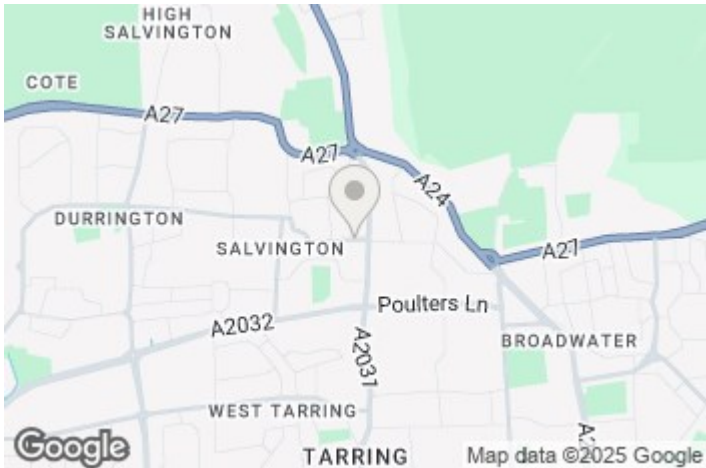 HIGH
SALVINGTON
COTE
A27
A27
A24
DURRINGTON
SALVINGTON
A27
Poulters Ln
A2032
A2031
BROADWATER
WEST TARRING
TARRING
Google
Map data ©2025 Google